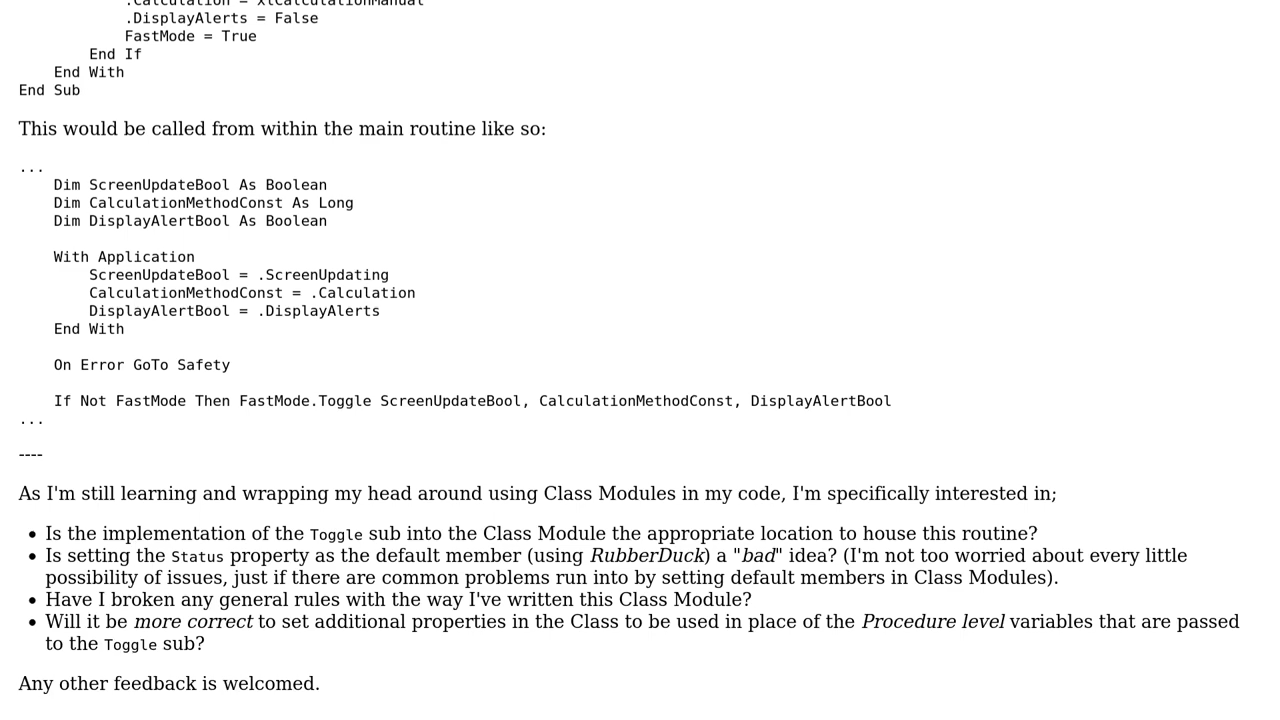 .Calculation = xlCalculationManual
.DisplayAlerts = False
FastMode = True
End If
End With
End Sub
This would be called from within the main routine like so:
...
Dim ScreenUpdateBool As Boolean
Dim CalculationMethodConst As Long
Dim DisplayAlertBool As Boolean
With Application
ScreenUpdateBool = .ScreenUpdating
CalculationMethodConst = .Calculation
DisplayAlertBool = .DisplayAlerts
End With
On Error GoTo Safety
If Not FastMode Then FastMode.Toggle ScreenUpdateBool, CalculationMethodConst, DisplayAlertBool
...
----
As I'm still learning and wrapping my head around using Class Modules in my code, I'm specifically interested in;
• Is the implementation of the Toggle sub into the Class Module the appropriate location to house this routine?
• Is setting the Status property as the default member (using RubberDuck) a "bad" idea? (I'm not too worried about every little
possibility of issues, just if there are common problems run into by setting default members in Class Modules).
• Have I broken any general rules with the way I've written this Class Module?
• Will it be more correct to set additional properties in the Class to be used in place of the Procedure level variables that are passed
to the Toggle sub?
Any other feedback is welcomed.